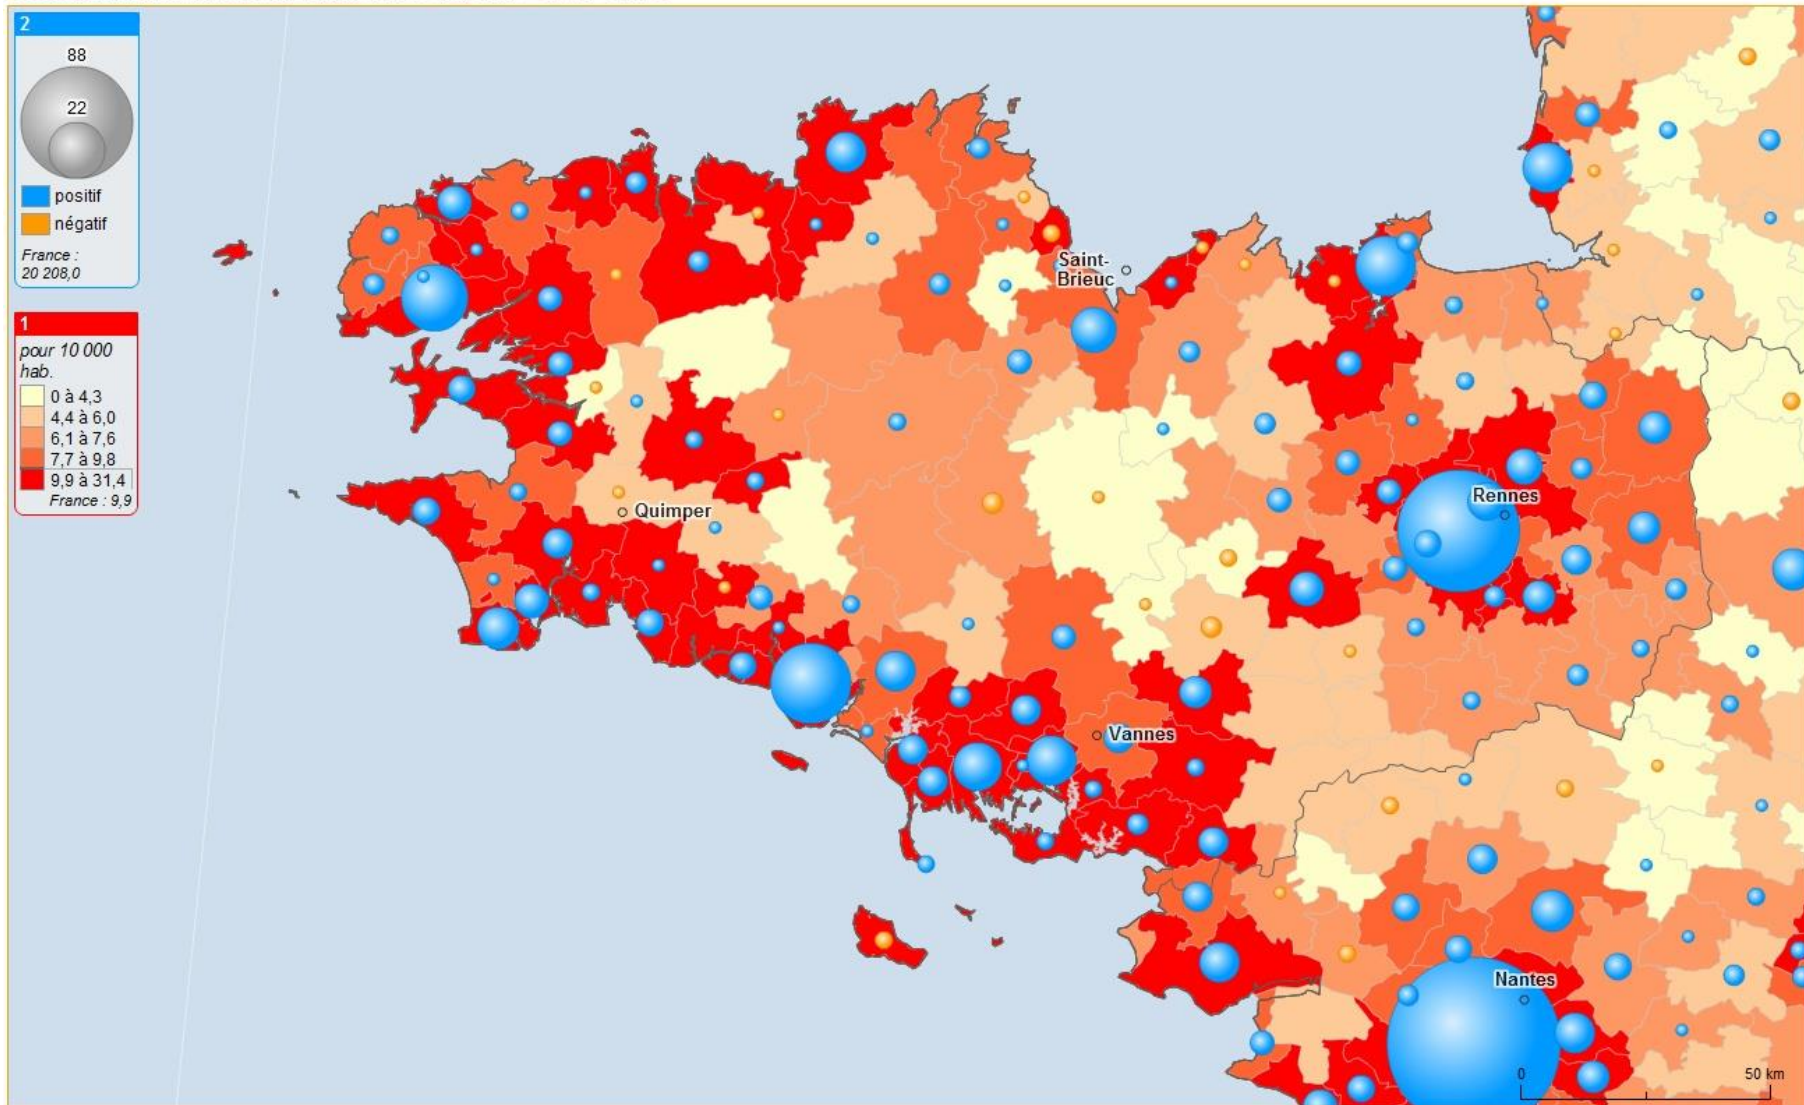 2
88
22
positif
négatif
France :
20 208,0
1
pour 10 000
hab.
0 à 4,3
4,4 à 6,0
6,1 à 7,6
7,7 à 9,8
9,9 à 31,4
France : 9,9
Saint-
Brieuc
Rennes
Quimper
Vannes
Nantes
0
50 km